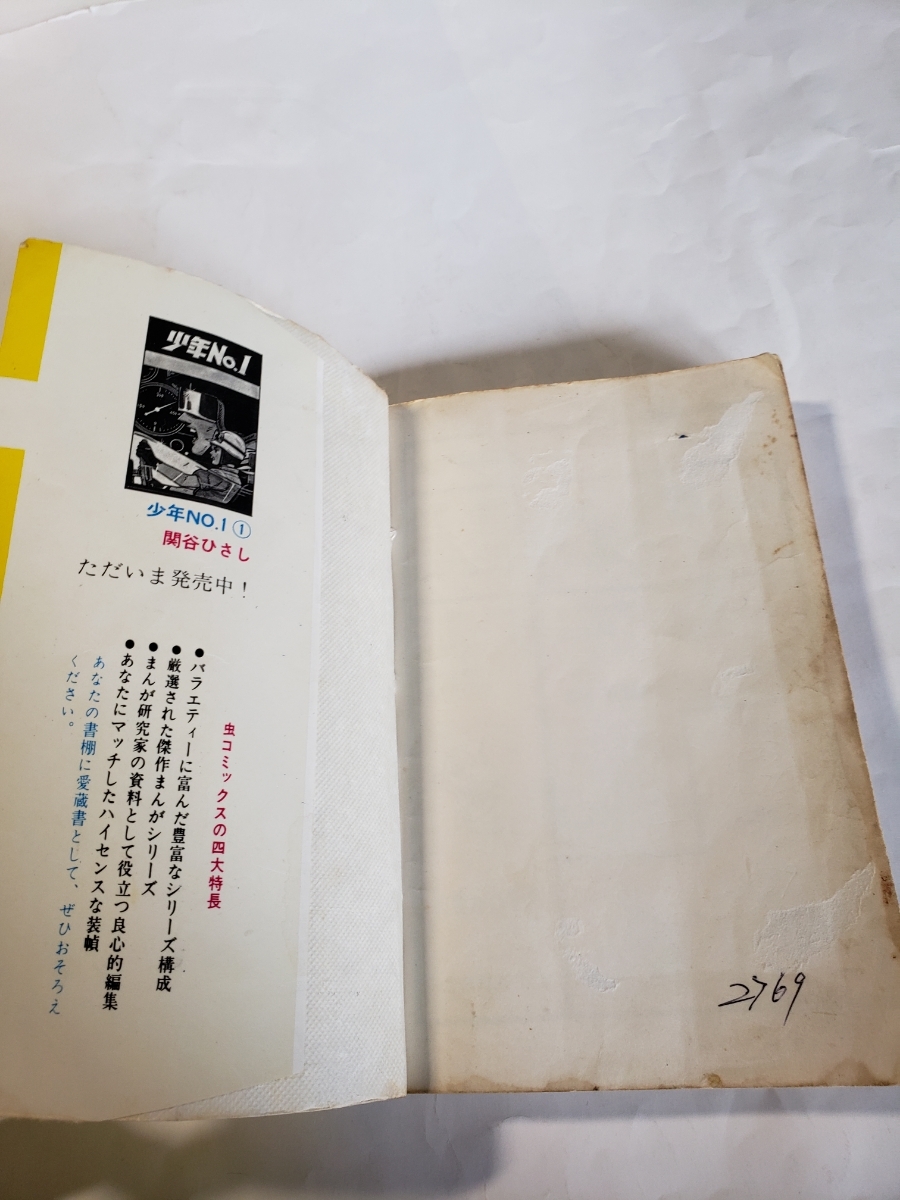 少年No.1
少年NO.1①
関谷ひさし
ただいま発売中!
虫コミックスの四大特長
●バラエティーに富んだ豊富なシリーズ構成
●厳選された傑作まんがシリーズ
●まんが研究家の資料として役立つ良心的編集
●あなたにマッチしたハイセンスな装幀
あなたの書棚に愛蔵書として、ぜひおそろえ
ください。
2769